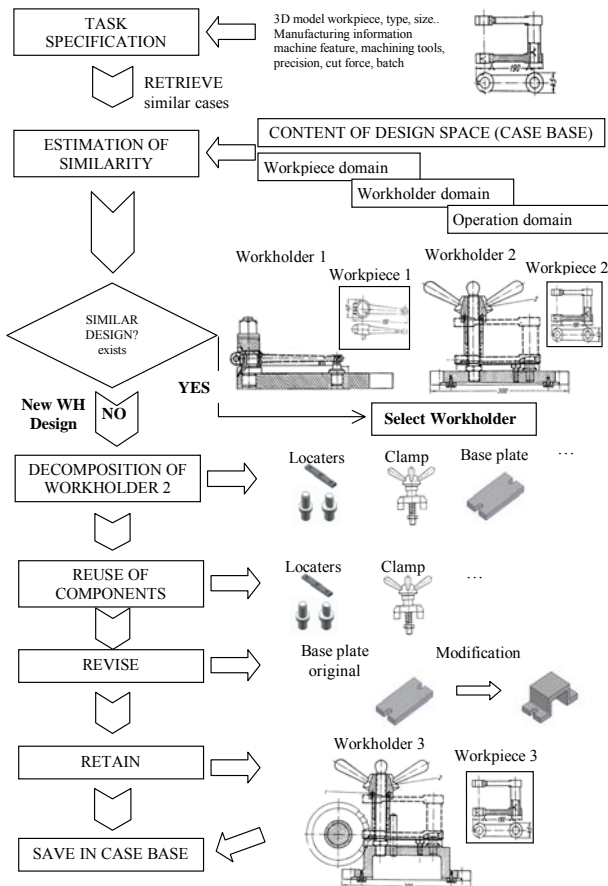 TASK
SPECIFICATION
3D model workpiece, type, size..
Manufacturing information
machine feature, machining tools,
precision, cut force, batch
190
RETRIEVE
similar cases
ESTIMATION OF
SIMILARITY
CONTENT OF DESIGN SPACE (CASE BASE)
Workpiece domain
Workholder domain
Operation domain
Workholder 1
Workpiece 1
Workholder 2
Workpiece 2
SIMILAR
DESIGN?
exists
YES
New WH
Design
NO
Select Workholder
DECOMPOSITION OF
WORKHOLDER 2
Locaters
Clamp
Base plate
…
REUSE OF
COMPONENTS
Locaters
Clamp
…
REVISE
Base plate
original
Modification
RETAIN
Workholder 3
Workpiece 3
SAVE IN CASE BASE